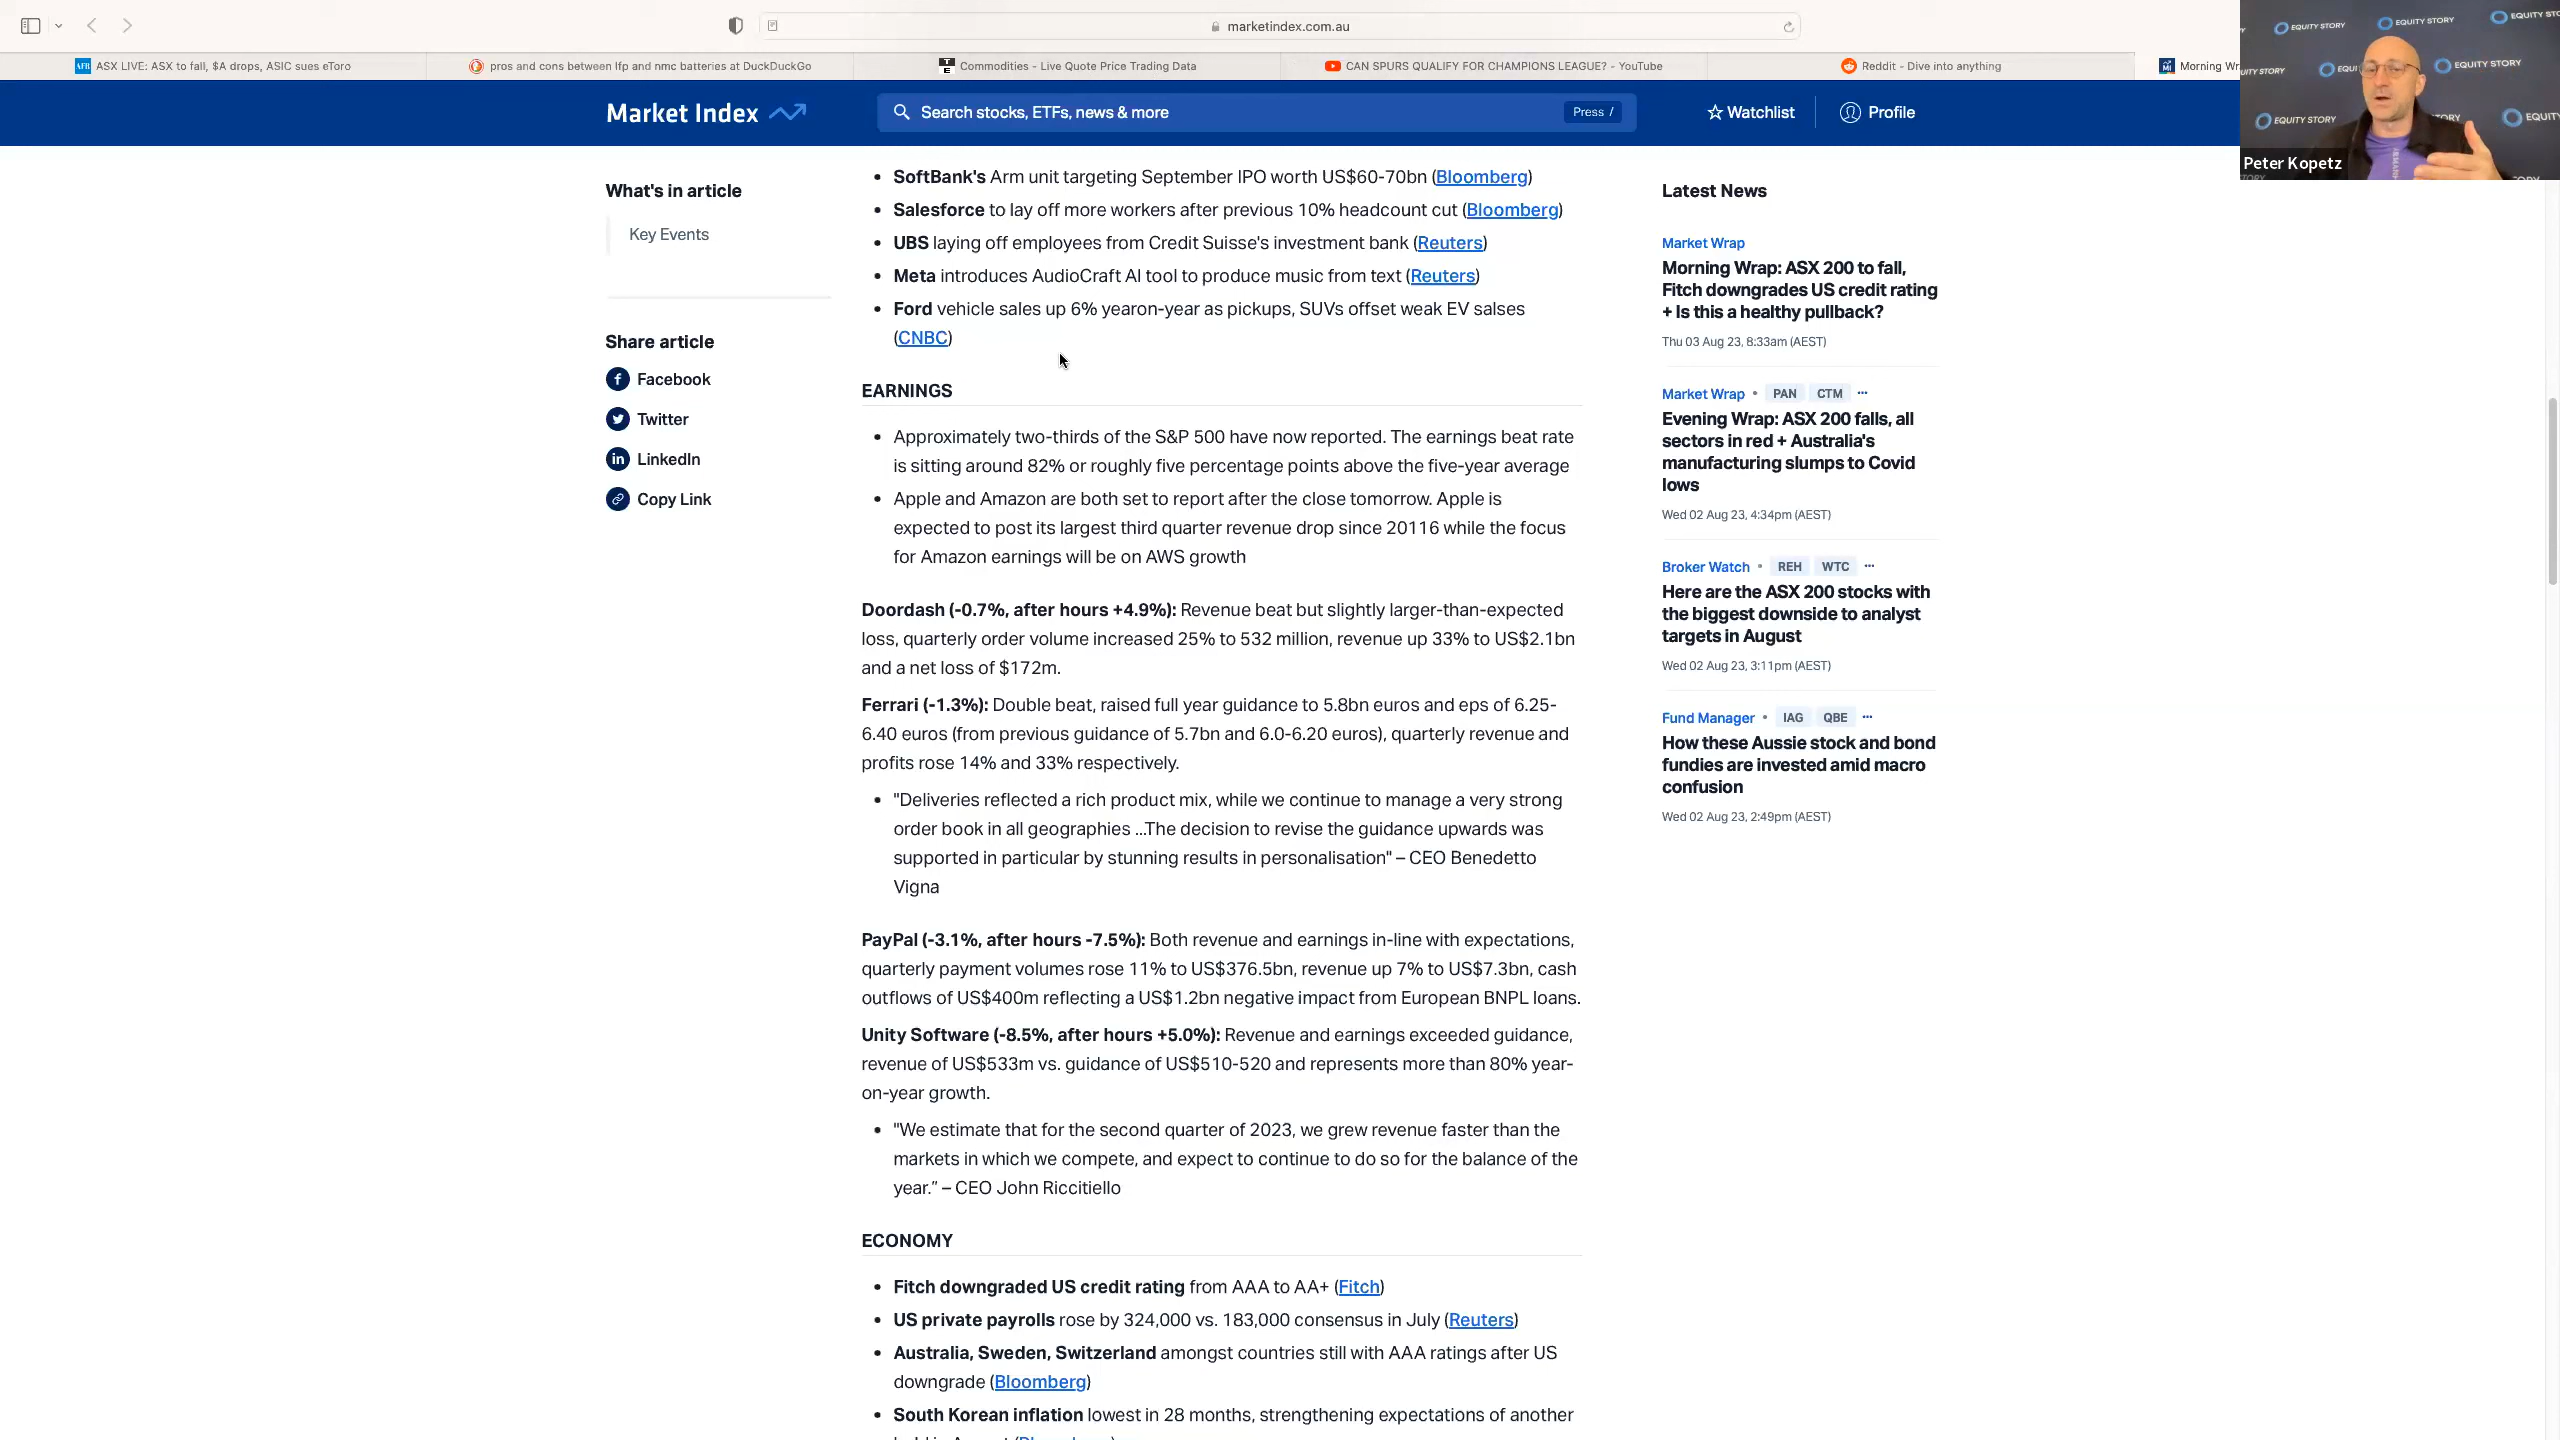 marketindex.com.au
ASX LIVE: ASX to fall, $A drops, ASIC sues eToro
pros and cons between lfp and nmc batteries at DuckDuckGo
Commodities - Live Quote Price Trading Data
CAN SPURS QUALIFY FOR CHAMPIONS LEAGUE? - YouTube
Reddit - Dive into anything
Morning Wr
EQUITY STORY
EQUITY STORY
EQUITY STORY
EQUITY STORY
Peter Kopetz
Market Index
Search stocks, ETFs, news & more
Press /
Watchlist
Profile
What's in article
Key Events
Share article
Facebook
Twitter
LinkedIn
Copy Link
• SoftBank's Arm unit targeting September IPO worth US$60-70bn (Bloomberg)
• Salesforce to lay off more workers after previous 10% headcount cut (Bloomberg)
• UBS laying off employees from Credit Suisse's investment bank (Reuters)
• Meta introduces AudioCraft AI tool to produce music from text (Reuters)
• Ford vehicle sales up 6% yearon-year as pickups, SUVs offset weak EV salses
(CNBC)
EARNINGS
• Approximately two-thirds of the S&P 500 have now reported. The earnings beat rate
is sitting around 82% or roughly five percentage points above the five-year average
• Apple and Amazon are both set to report after the close tomorrow. Apple is
expected to post its largest third quarter revenue drop since 20116 while the focus
for Amazon earnings will be on AWS growth
Doordash (-0.7%, after hours +4.9%): Revenue beat but slightly larger-than-expected
loss, quarterly order volume increased 25% to 532 million, revenue up 33% to US$2.1bn
and a net loss of $172m.
Ferrari (-1.3%): Double beat, raised full year guidance to 5.8bn euros and eps of 6.25-
6.40 euros (from previous guidance of 5.7bn and 6.0-6.20 euros), quarterly revenue and
profits rose 14% and 33% respectively.
• "Deliveries reflected a rich product mix, while we continue to manage a very strong
order book in all geographies ...The decision to revise the guidance upwards was
supported in particular by stunning results in personalisation" – CEO Benedetto
Vigna
PayPal (-3.1%, after hours -7.5%): Both revenue and earnings in-line with expectations,
quarterly payment volumes rose 11% to US$376.5bn, revenue up 7% to US$7.3bn, cash
outflows of US$400m reflecting a US$1.2bn negative impact from European BNPL loans.
Unity Software (-8.5%, after hours +5.0%): Revenue and earnings exceeded guidance,
revenue of US$533m vs. guidance of US$510-520 and represents more than 80% year-
on-year growth.
• "We estimate that for the second quarter of 2023, we grew revenue faster than the
markets in which we compete, and expect to continue to do so for the balance of the
year.” – CEO John Riccitiello
ECONOMY
• Fitch downgraded US credit rating from AAA to AA+ (Fitch)
• US private payrolls rose by 324,000 vs. 183,000 consensus in July (Reuters)
• Australia, Sweden, Switzerland amongst countries still with AAA ratings after US
downgrade (Bloomberg)
• South Korean inflation lowest in 28 months, strengthening expectations of another
Latest News
Market Wrap
Morning Wrap: ASX 200 to fall,
Fitch downgrades US credit rating
+ Is this a healthy pullback?
Thu 03 Aug 23, 8:33am (AEST)
Market Wrap • PAN CTM ...
Evening Wrap: ASX 200 falls, all
sectors in red + Australia's
manufacturing slumps to Covid
lows
Wed 02 Aug 23, 4:34pm (AEST)
Broker Watch • REH WTC ...
Here are the ASX 200 stocks with
the biggest downside to analyst
targets in August
Wed 02 Aug 23, 3:11pm (AEST)
Fund Manager • IAG QBE ...
How these Aussie stock and bond
fundies are invested amid macro
confusion
Wed 02 Aug 23, 2:49pm (AEST)